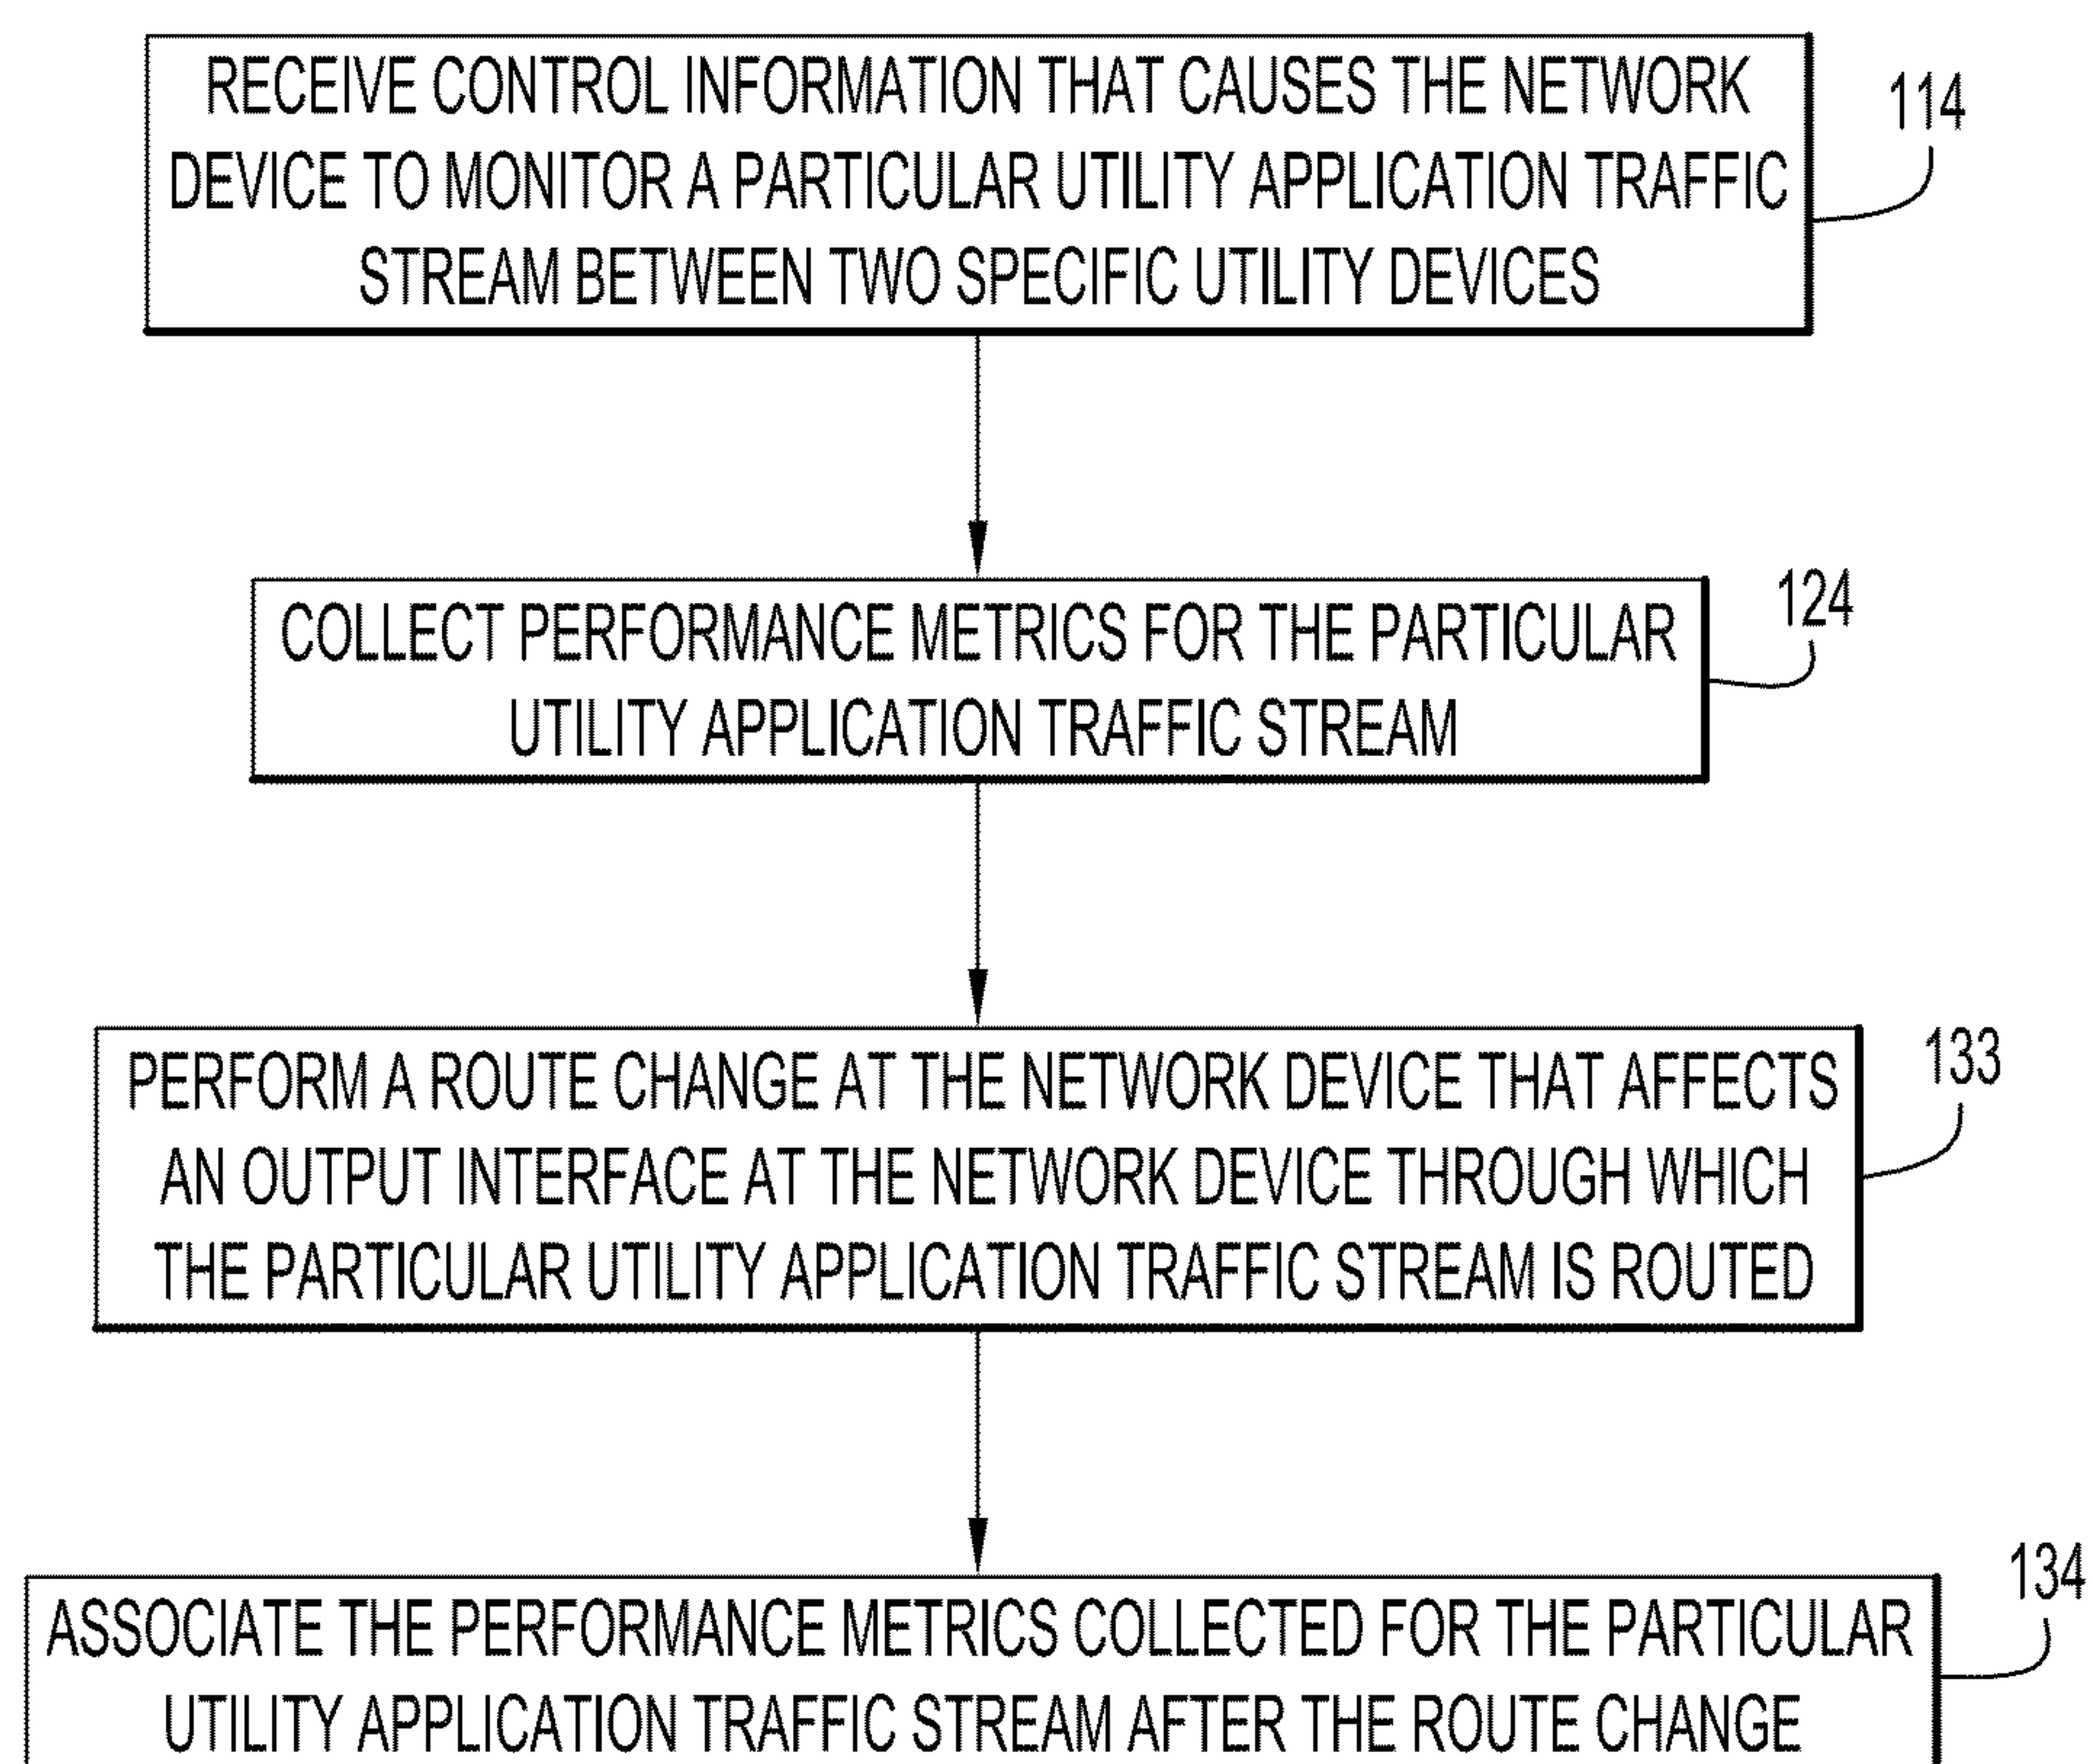 RECEIVE CONTROL INFORMATION THAT CAUSES THE NETWORK
DEVICE TO MONITOR A PARTICULAR UTILITY APPLICATION TRAFFIC
STREAM BETWEEN TWO SPECIFIC UTILITY DEVICES
114
COLLECT PERFORMANCE METRICS FOR THE PARTICULAR
UTILITY APPLICATION TRAFFIC STREAM
124
PERFORM A ROUTE CHANGE AT THE NETWORK DEVICE THAT AFFECTS
AN OUTPUT INTERFACE AT THE NETWORK DEVICE THROUGH WHICH
THE PARTICULAR UTILITY APPLICATION TRAFFIC STREAM IS ROUTED
133
ASSOCIATE THE PERFORMANCE METRICS COLLECTED FOR THE PARTICULAR
UTILITY APPLICATION TRAFFIC STREAM AFTER THE ROUTE CHANGE
134